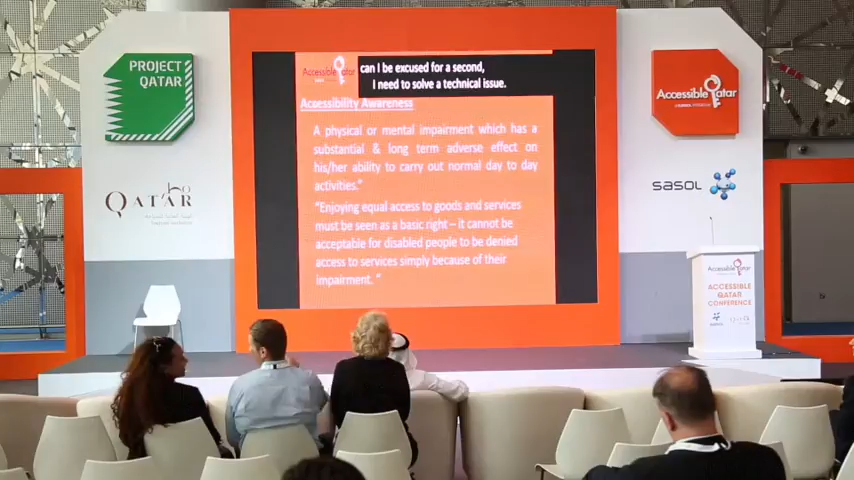 PROJECT
QATAR
QATAR
Accessible Qatar
can I be excused for a second,
I need to solve a technical issue.
Accessibility Awareness
A physical or mental impairment which has a
substantial & long term adverse effect on
his/her ability to carry out normal day to day
activities.”
“Enjoying equal access to goods and services
must be seen as a basic right – it cannot be
acceptable for disabled people to be denied
access to services simply because of their
impairment. ”
Accessible Qatar
sasol
Accessible Qatar
ACCESSIBLE
QATAR
CONFERENCE